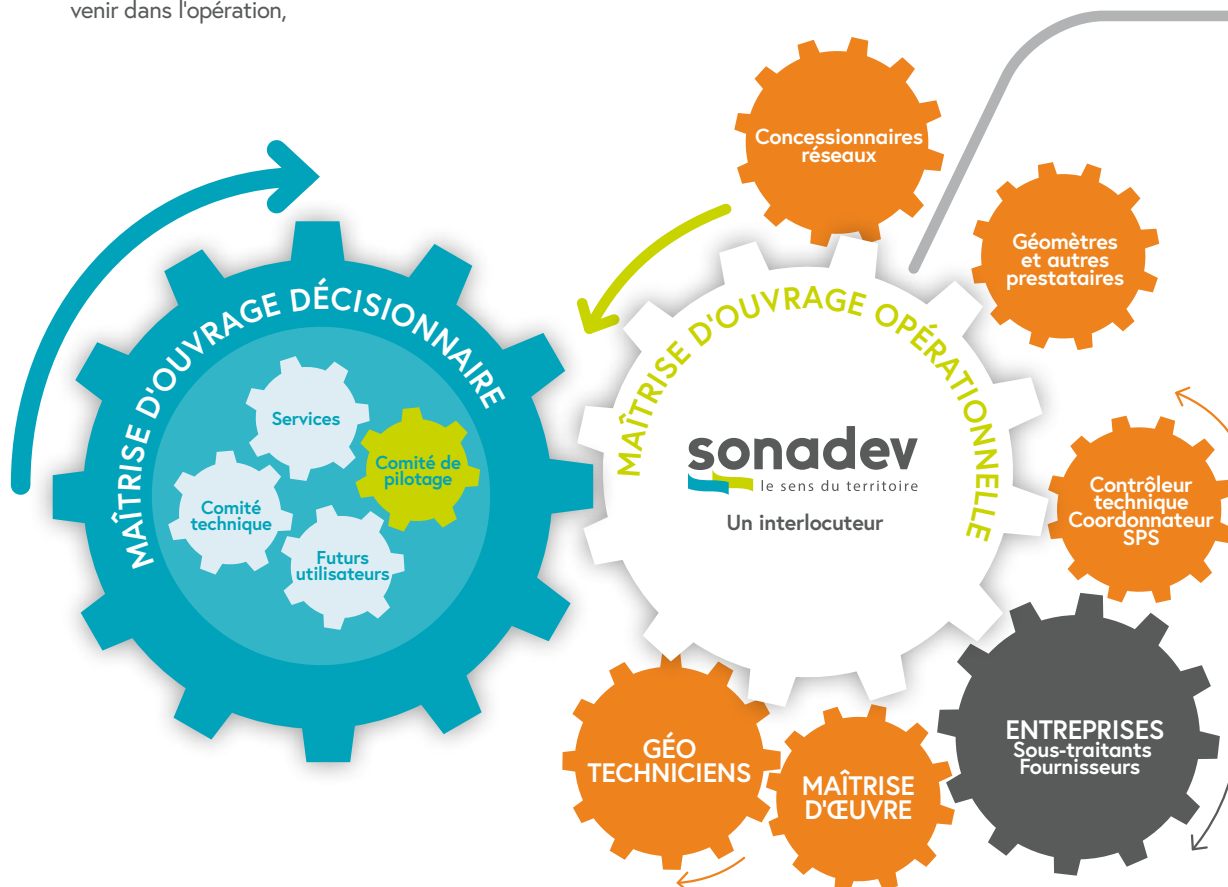 venir dans l'opération,
MAÎTRISE D'OUVRAGE DÉCISIONNAIRE
Services
Comité de
pilotage
Comité
technique
Futurs
utilisateurs
MAÎTRISE D'OUVRAGE OPÉRATIONNELLE
sonadev
le sens du territoire
Un interlocuteur
Concessionnaires
réseaux
Géomètres
et autres
prestataires
Contrôleur
technique
Coordonnateur
SPS
ENTREPRISES
Sous-traitants
Fournisseurs
MAÎTRISE
D'ŒUVRE
GÉO
TECHNICIENS